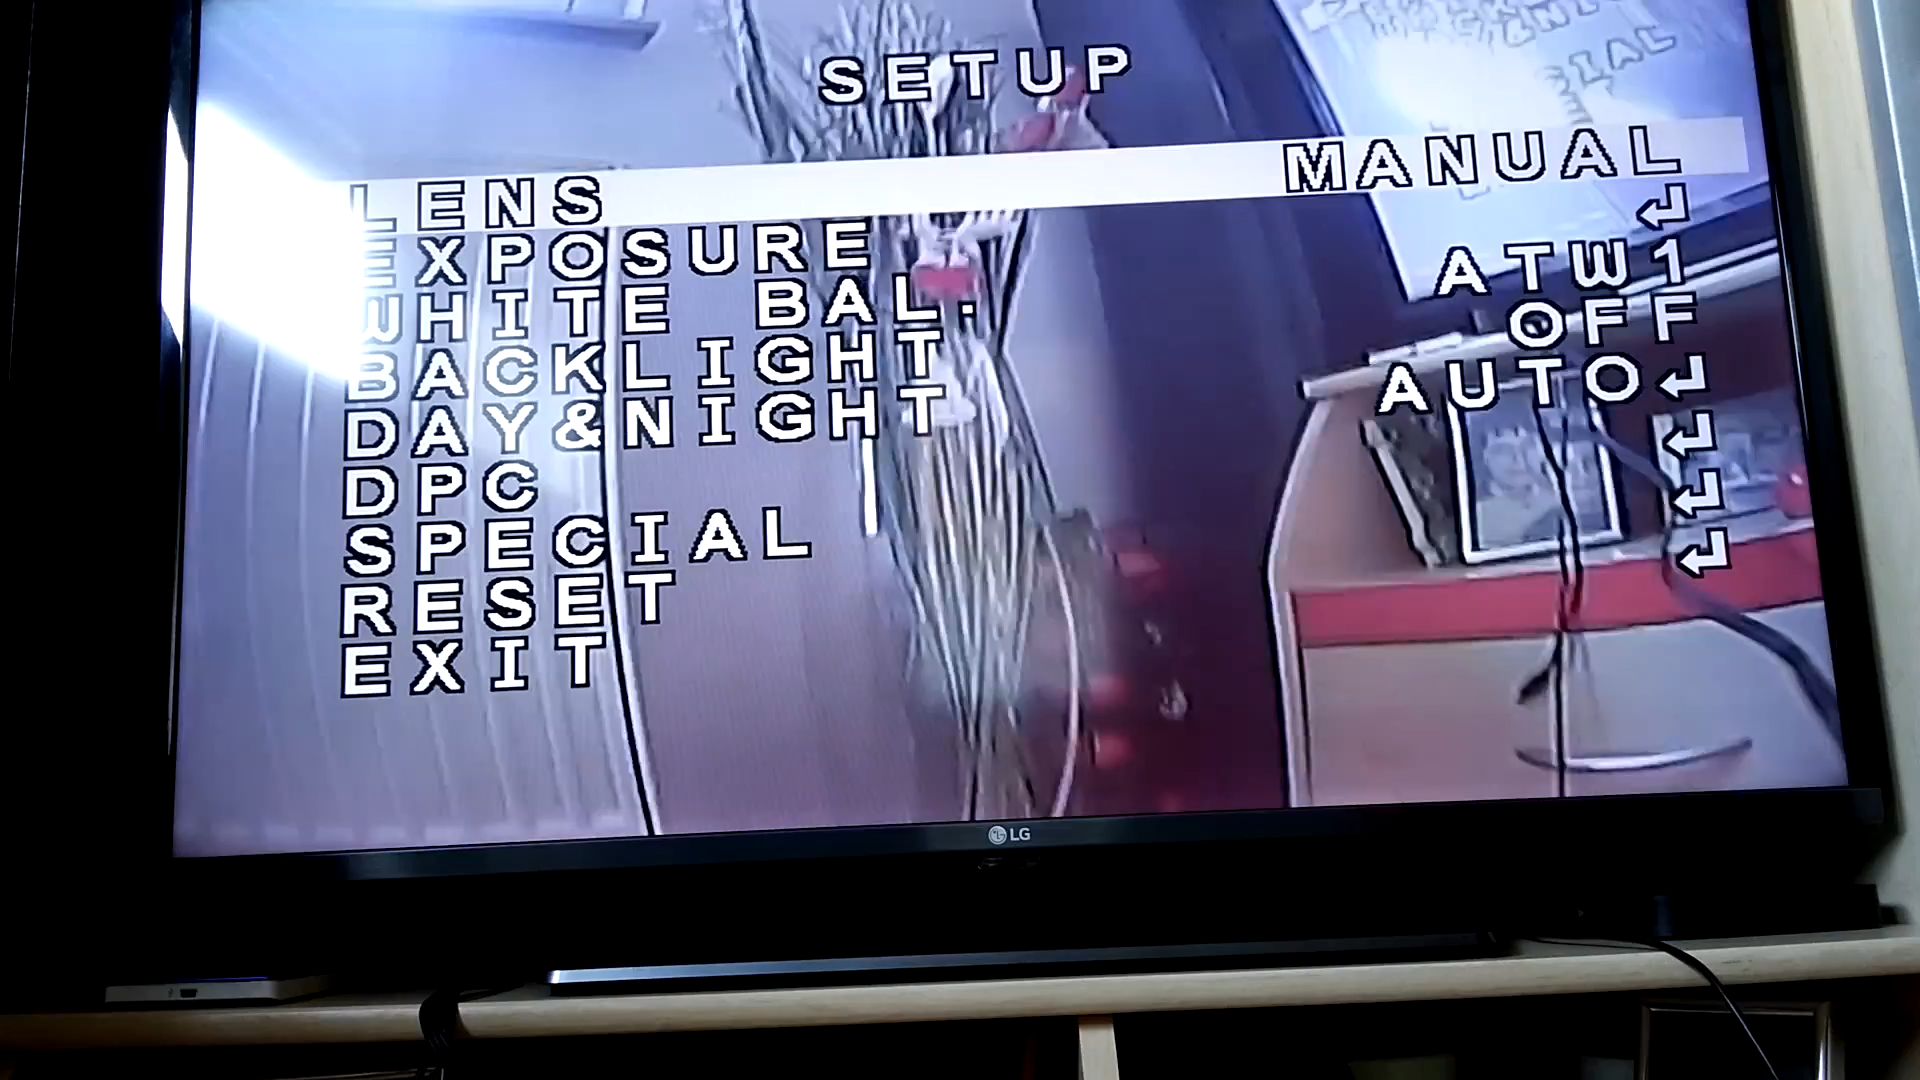 SETUP
LENS MANUAL
EXPOSURE ↵
WHITE BAL. ATW1
BACKLIGHT OFF
DAY&NIGHT AUTO↵
DPC ↵
SPECIAL ↵
RESET ↵
EXIT
LG